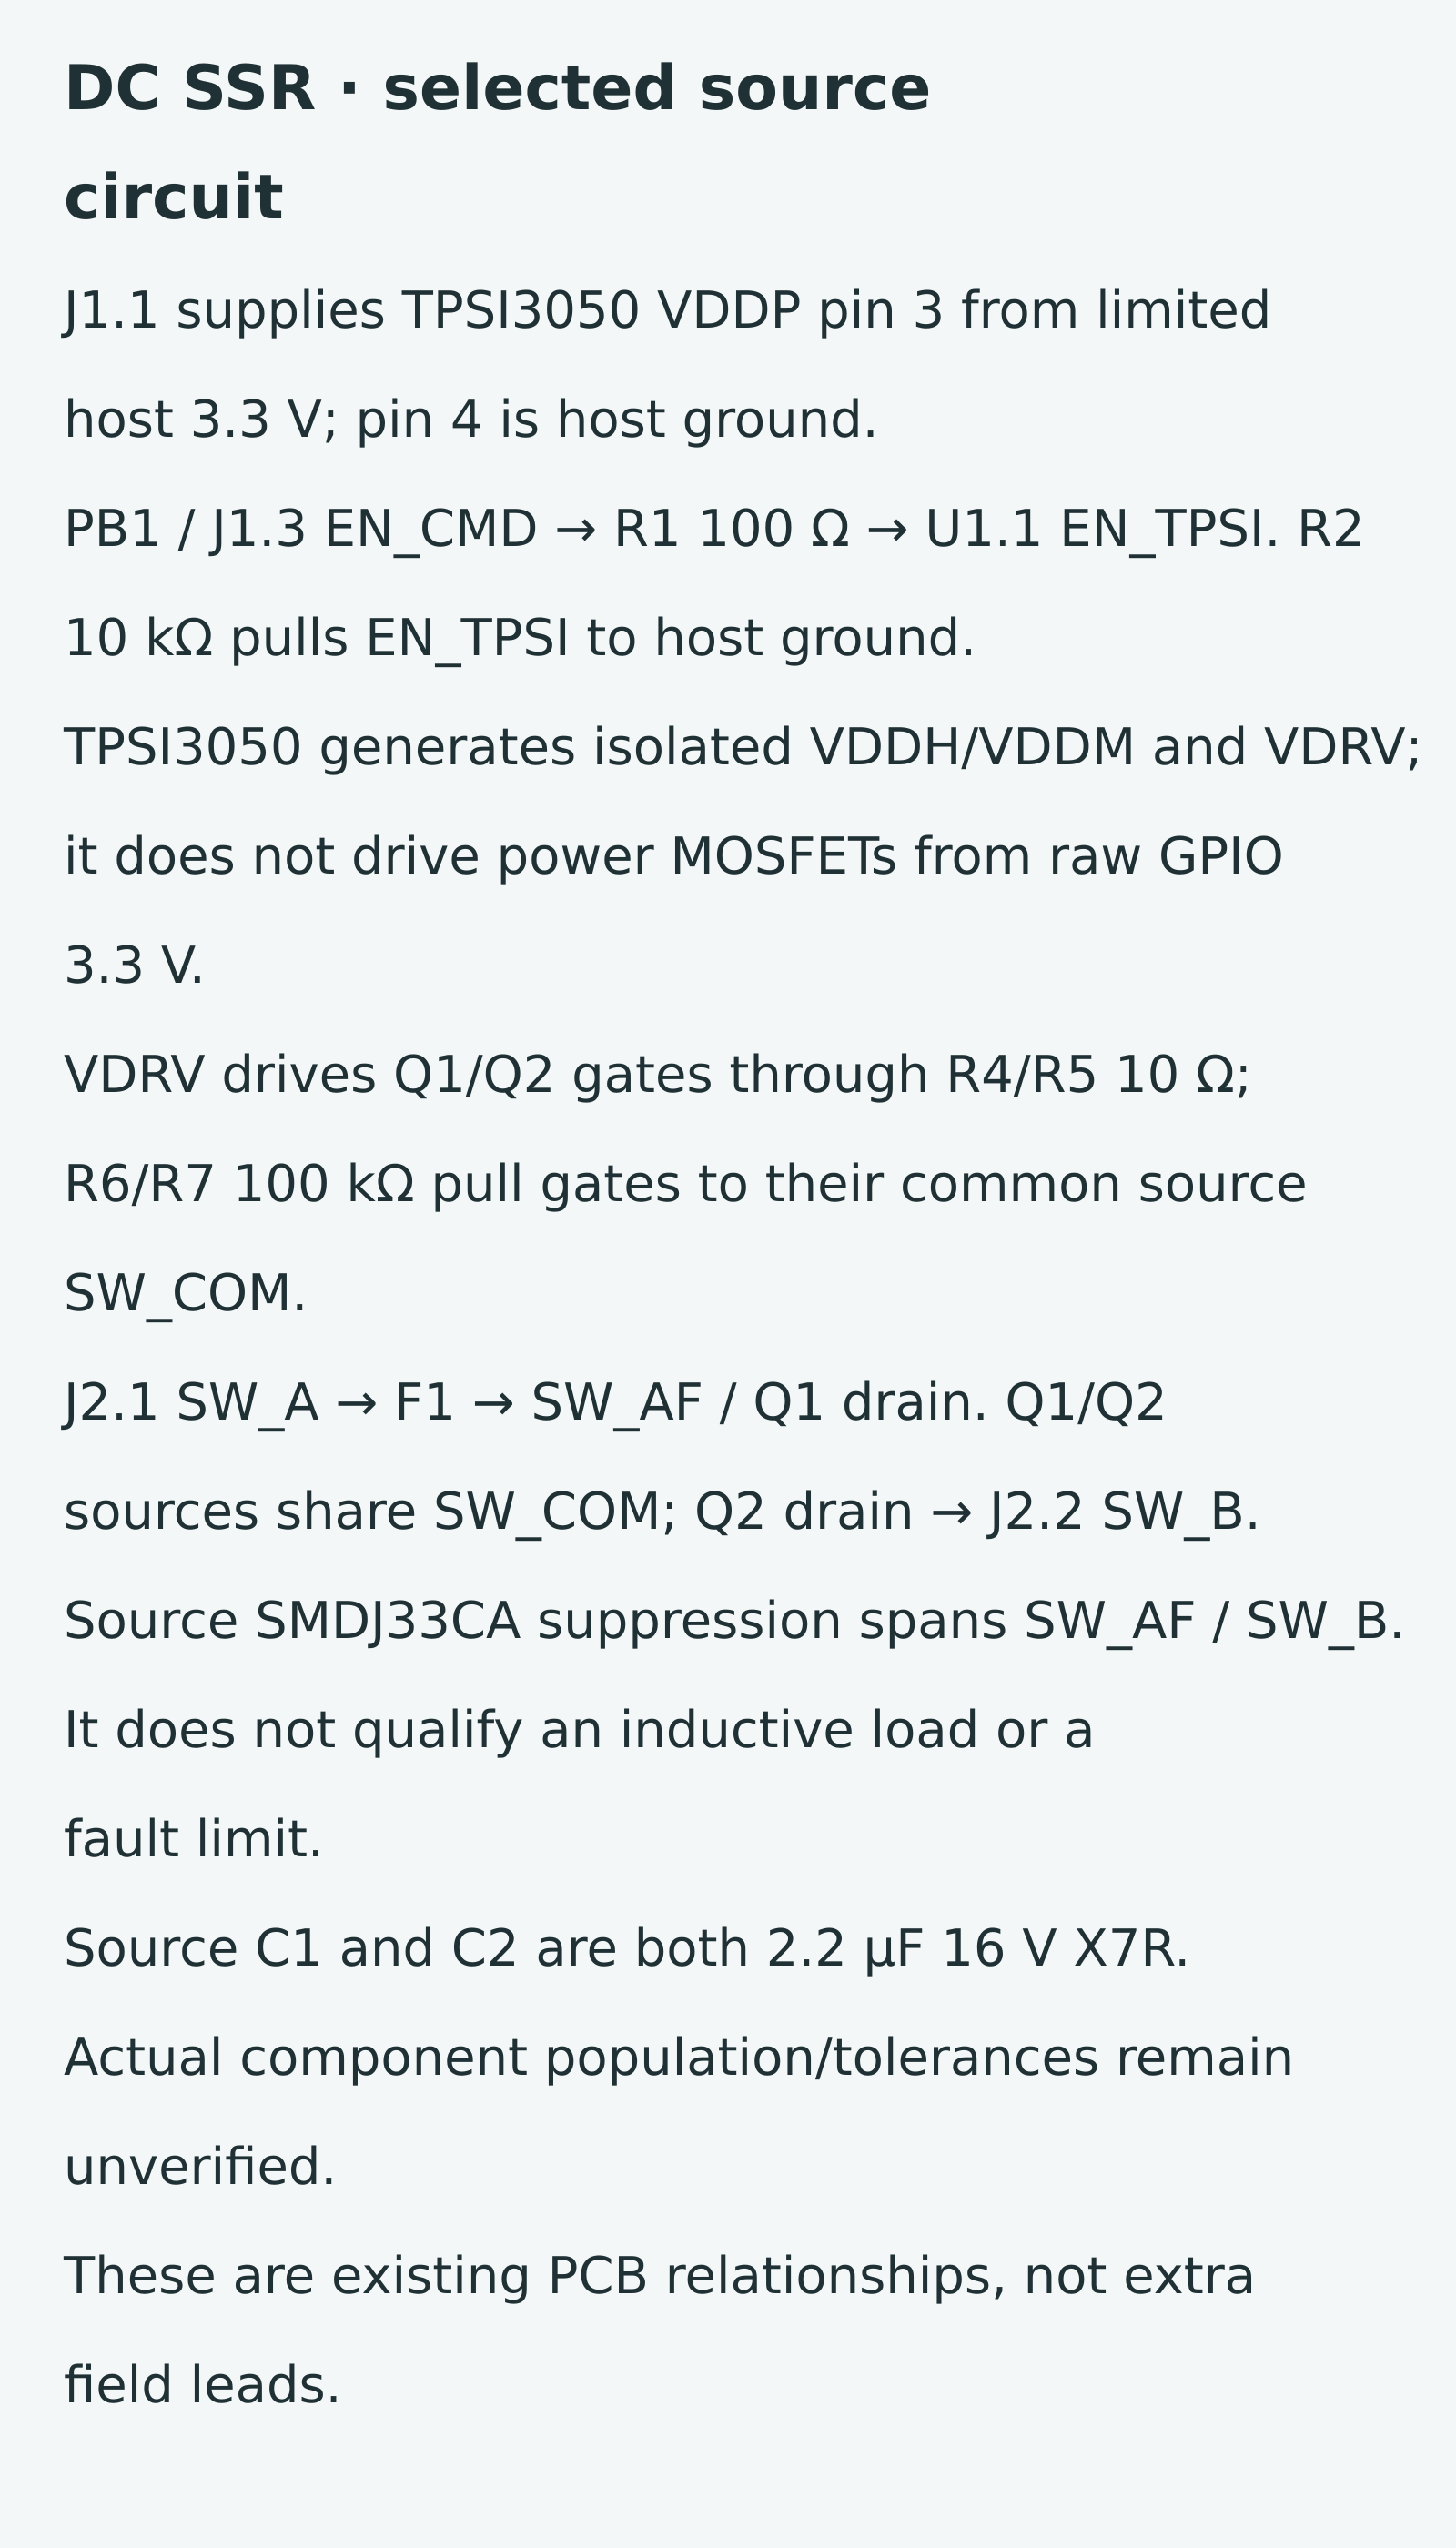 DC SSR · selected source
circuit
J1.1 supplies TPSI3050 VDDP pin 3 from limited
host 3.3 V; pin 4 is host ground.
PB1 / J1.3 EN_CMD → R1 100 Ω → U1.1 EN_TPSI. R2
10 kΩ pulls EN_TPSI to host ground.
TPSI3050 generates isolated VDDH/VDDM and VDRV;
it does not drive power MOSFETs from raw GPIO
3.3 V.
VDRV drives Q1/Q2 gates through R4/R5 10 Ω;
R6/R7 100 kΩ pull gates to their common source
SW_COM.
J2.1 SW_A → F1 → SW_AF / Q1 drain. Q1/Q2
sources share SW_COM; Q2 drain → J2.2 SW_B.
Source SMDJ33CA suppression spans SW_AF / SW_B.
It does not qualify an inductive load or a
fault limit.
Source C1 and C2 are both 2.2 µF 16 V X7R.
Actual component population/tolerances remain
unverified.
These are existing PCB relationships, not extra
field leads.